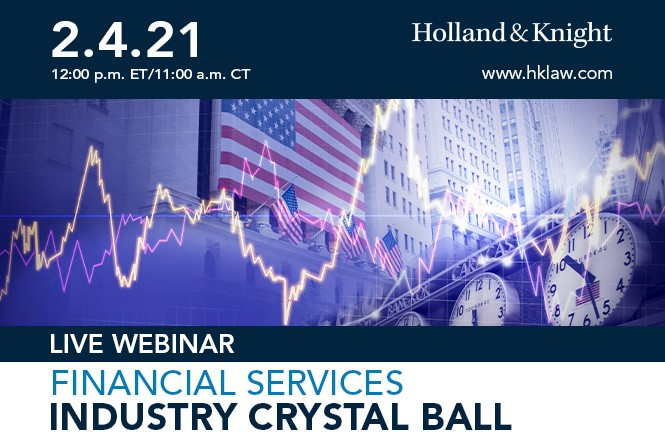 2.4.21
12:00 p.m. ET/11:00 a.m. CT
Holland & Knight
www.hklaw.com
LIVE WEBINAR
FINANCIAL SERVICES
INDUSTRY CRYSTAL BALL